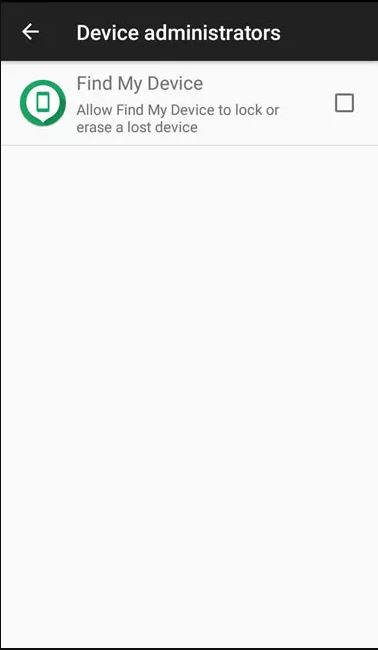 Device administrators
Find My Device
Allow Find My Device to lock or
erase a lost device